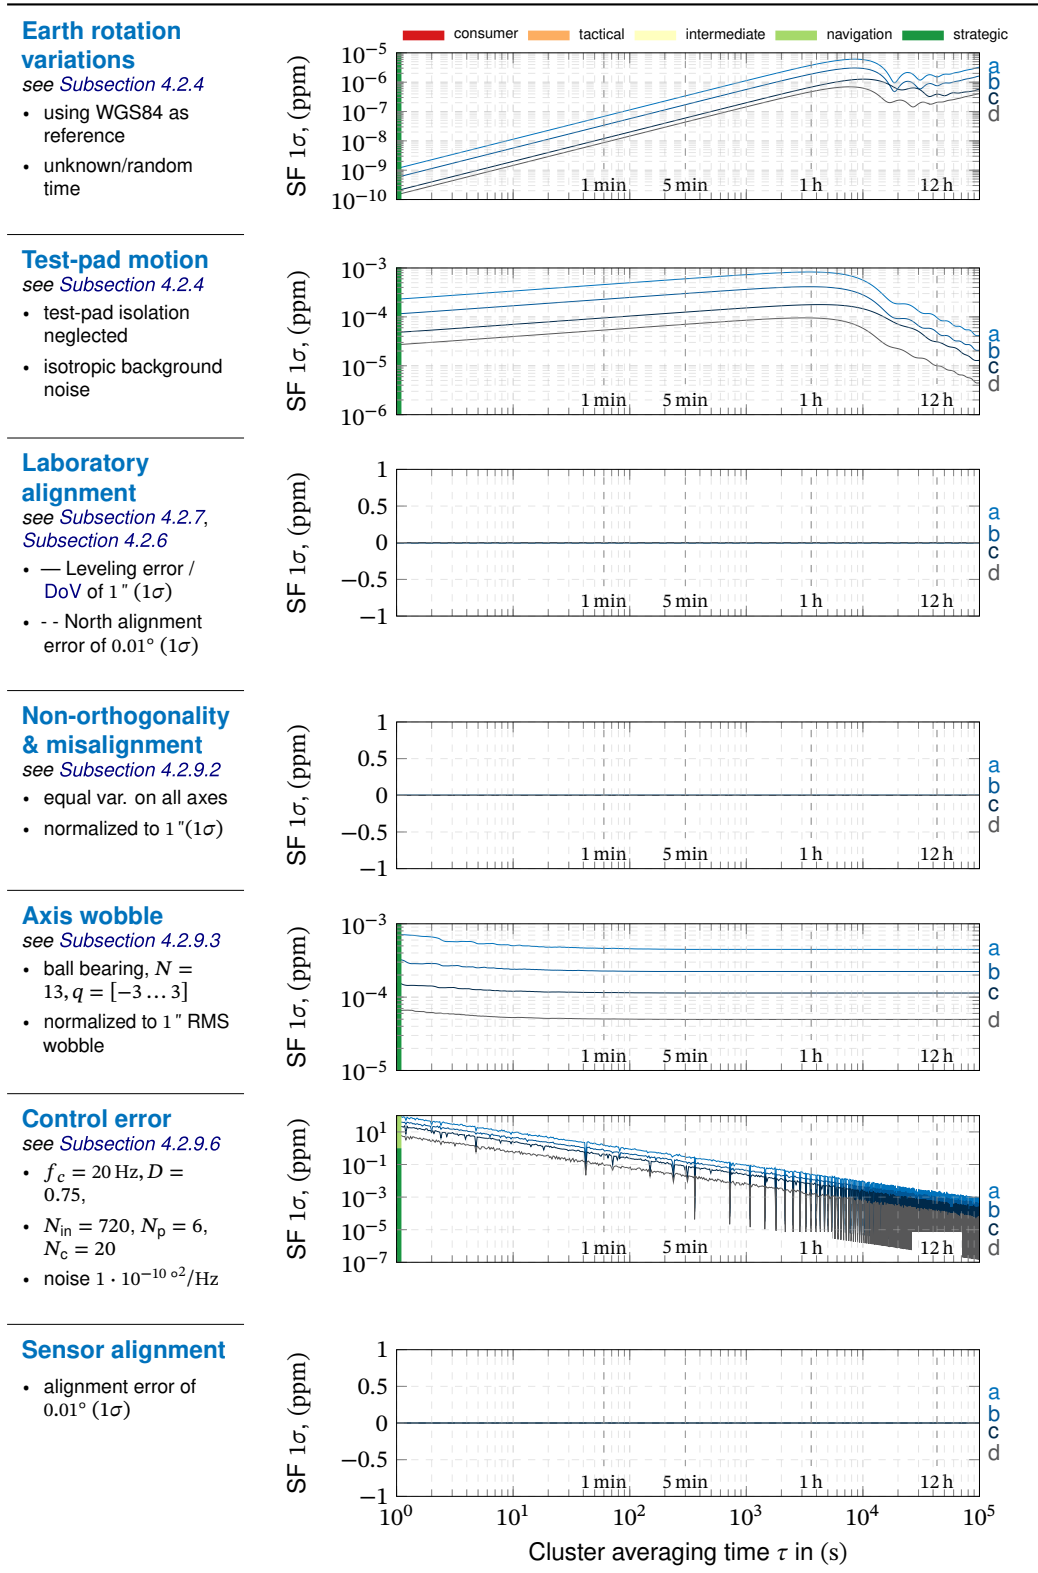 Earth rotation
variations
see Subsection 4.2.4
• using WGS84 as
reference
• unknown/random
time
consumer tactical intermediate navigation strategic
SF 1σ, (ppm)
10⁻⁵
10⁻⁶
10⁻⁷
10⁻⁸
10⁻⁹
10⁻¹⁰
1 min 5 min 1 h 12 h
a
b
c
d
Test-pad motion
see Subsection 4.2.4
• test-pad isolation
neglected
• isotropic background
noise
SF 1σ, (ppm)
10⁻³
10⁻⁴
10⁻⁵
10⁻⁶
1 min 5 min 1 h 12 h
a
b
c
d
Laboratory
alignment
see Subsection 4.2.7,
Subsection 4.2.6
• — Leveling error /
DoV of 1″ (1σ)
• - - North alignment
error of 0.01° (1σ)
SF 1σ, (ppm)
1
0.5
0
−0.5
−1
1 min 5 min 1 h 12 h
a
b
c
d
Non-orthogonality
& misalignment
see Subsection 4.2.9.2
• equal var. on all axes
• normalized to 1″(1σ)
SF 1σ, (ppm)
1
0.5
0
−0.5
−1
1 min 5 min 1 h 12 h
a
b
c
d
Axis wobble
see Subsection 4.2.9.3
• ball bearing, N =
13, q = [−3 … 3]
• normalized to 1″ RMS
wobble
SF 1σ, (ppm)
10⁻³
10⁻⁴
10⁻⁵
1 min 5 min 1 h 12 h
a
b
c
d
Control error
see Subsection 4.2.9.6
• f_c = 20 Hz, D =
0.75,
• N_in = 720, N_p = 6,
N_c = 20
• noise 1 · 10⁻¹⁰ °²/Hz
SF 1σ, (ppm)
10¹
10⁻¹
10⁻³
10⁻⁵
10⁻⁷
1 min 5 min 1 h 12 h
a
b
c
d
Sensor alignment
• alignment error of
0.01° (1σ)
SF 1σ, (ppm)
1
0.5
0
−0.5
−1
1 min 5 min 1 h 12 h
a
b
c
d
10⁰ 10¹ 10² 10³ 10⁴ 10⁵
Cluster averaging time τ in (s)